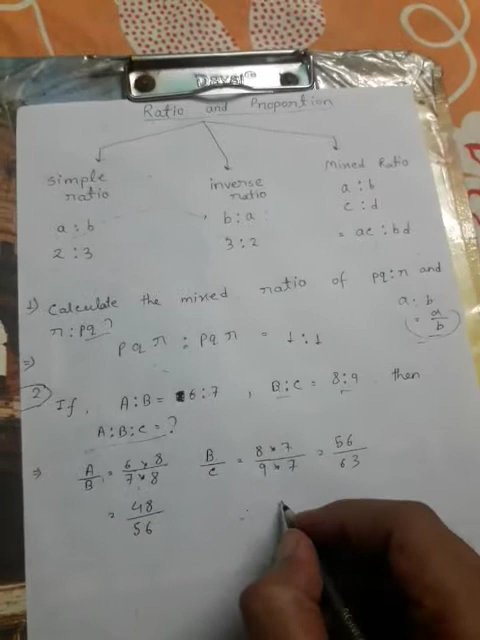 Ratio and Proportion
simple ratio
a : b
2 : 3
inverse ratio
b : a
3 : 2
Mixed Ratio
a : b
c : d
= ac : bd
1) Calculate the mixed ratio of pq:r and
r : pq ?
a : b
= a/b
⇒ pqr : pqr = 1 : 1
2) If, A:B = 6:7 , B:C = 8:9 then
A:B:C = ?
⇒ A/B = 6 × 8 / 7 × 8 B/C = 8 × 7 / 9 × 7 = 56/63
= 48/56 ∴